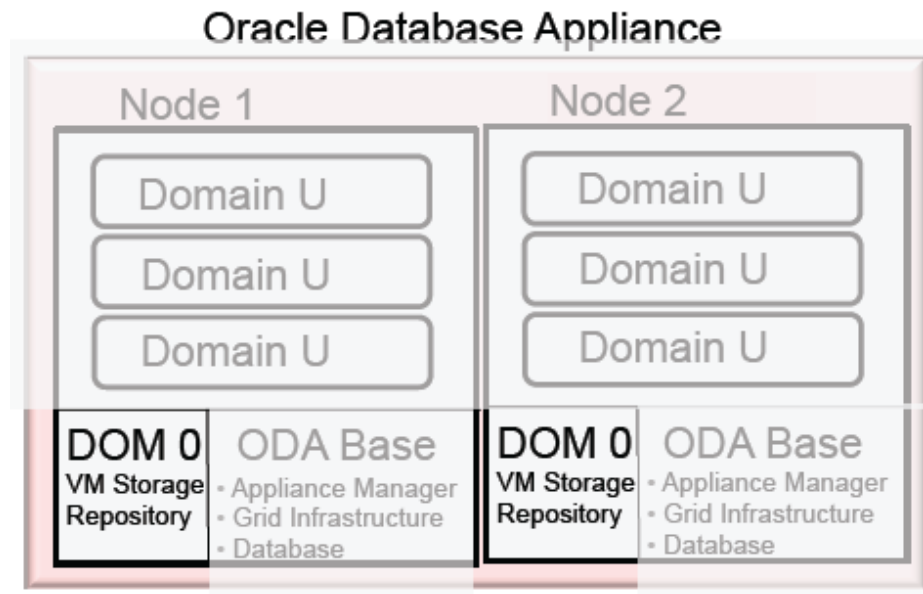 Oracle Database Appliance
Node 1
Domain U
Domain U
Domain U
DOM 0
VM Storage
Repository
ODA Base
• Appliance Manager
• Grid Infrastructure
• Database
Node 2
Domain U
Domain U
Domain U
DOM 0
VM Storage
Repository
ODA Base
• Appliance Manager
• Grid Infrastructure
• Database